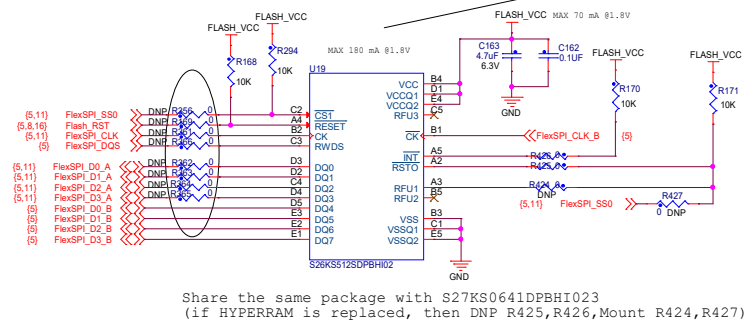 FLASH_VCC
FLASH_VCC
FLASH_VCC MAX 70 mA @1.8V
FLASH_VCC
FLASH_VCC
MAX 180 mA @1.8V
R294
10K
R168
10K
C163
4.7uF
6.3V
C162
0.1UF
GND
R170
10K
R171
10K
U19
{5,11} FlexSPI_SS0 DNP R256 0 C2 CS1
{5,8,16} Flash_RST A4 RESET
{5,11} FlexSPI_CLK DNP 0 B2 CK
{5} FlexSPI_DQS DNP 0 C3 RWDS
{5,11} FlexSPI_D0_A DNP R262 0 D3 DQ0
{5,11} FlexSPI_D1_A DNP R263 0 D2 DQ1
{5,11} FlexSPI_D2_A DNP R264 0 C4 DQ2
{5,11} FlexSPI_D3_A DNP R265 0 D4 DQ3
{5} FlexSPI_D0_B D5 DQ4
{5} FlexSPI_D1_B E3 DQ5
{5} FlexSPI_D2_B E2 DQ6
{5} FlexSPI_D3_B E1 DQ7
VCC B4
VCCQ1 D1
VCCQ2 E4
RFU3 C5
CK B1 FlexSPI_CLK_B {5}
INT A5 R426 0
RSTO A2 R425 0
RFU1 A3 R424 0
DNP
RFU2 B5
{5,11} FlexSPI_SS0 R427
0 DNP
VSS B3
VSSQ1 C1
VSSQ2 E5
GND
S26KS512SDPBHI02
Share the same package with S27KS0641DPBHI023
(if HYPERRAM is replaced, then DNP R425,R426,Mount R424,R427)